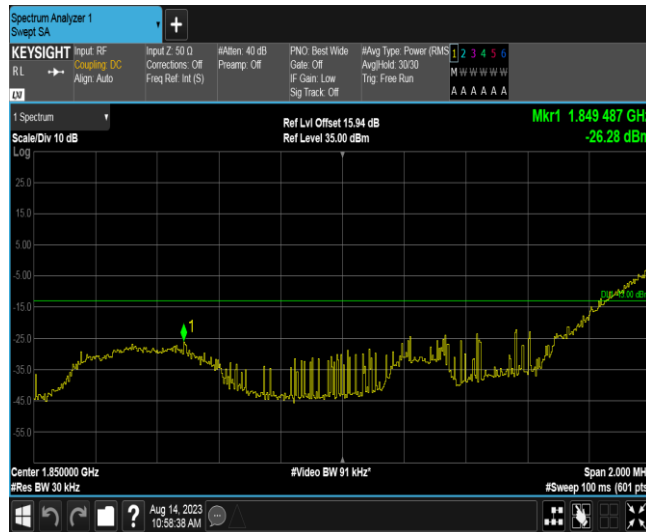 Spectrum Analyzer 1
Swept SA
+
KEYSIGHT
RL
LXI
Input: RF
Coupling: DC
Align: Auto
Input Z: 50 Ω
Corrections: Off
Freq Ref: Int (S)
#Atten: 40 dB
Preamp: Off
PNO: Best Wide
Gate: Off
IF Gain: Low
Sig Track: Off
#Avg Type: Power (RMS
Avg|Hold: 30/30
Trig: Free Run
1 2 3 4 5 6
M W W W W W
A A A A A A
1 Spectrum
Scale/Div 10 dB
Log
Ref Lvl Offset 15.94 dB
Ref Level 35.00 dBm
Mkr1 1.849 487 GHz
-26.28 dBm
25.0
15.0
5.00
-5.00
-15.0
-25.0
-35.0
-45.0
-55.0
1
Center 1.850000 GHz
#Res BW 30 kHz
#Video BW 91 kHz*
Span 2.000 MH
#Sweep 100 ms (601 pts
?
Aug 14, 2023
10:58:38 AM